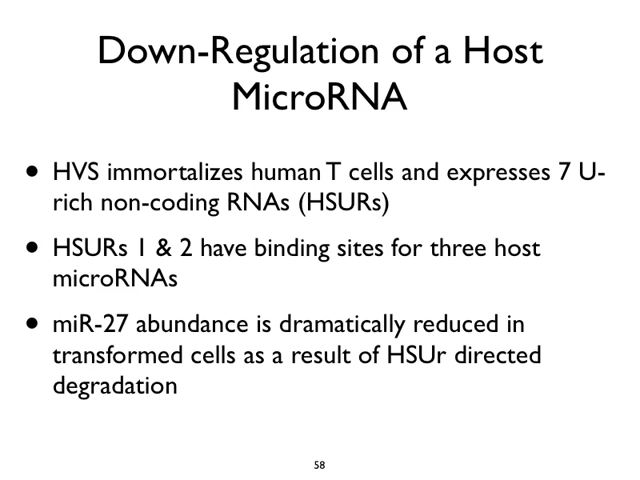 Down-Regulation of a Host
MicroRNA
• HVS immortalizes human T cells and expresses 7 U-
rich non-coding RNAs (HSURs)
• HSURs 1 & 2 have binding sites for three host
microRNAs
• miR-27 abundance is dramatically reduced in
transformed cells as a result of HSUr directed
degradation
58